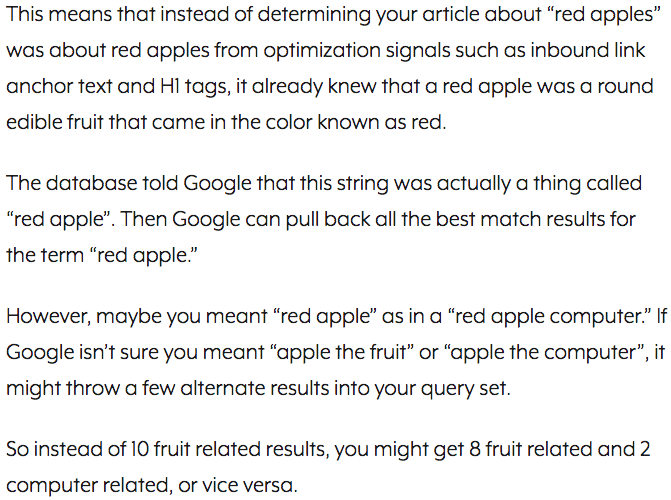 This means that instead of determining your article about “red apples”
was about red apples from optimization signals such as inbound link
anchor text and H1 tags, it already knew that a red apple was a round
edible fruit that came in the color known as red.
The database told Google that this string was actually a thing called
“red apple”. Then Google can pull back all the best match results for
the term “red apple.”
However, maybe you meant “red apple” as in a “red apple computer.” If
Google isn’t sure you meant “apple the fruit” or “apple the computer”, it
might throw a few alternate results into your query set.
So instead of 10 fruit related results, you might get 8 fruit related and 2
computer related, or vice versa.